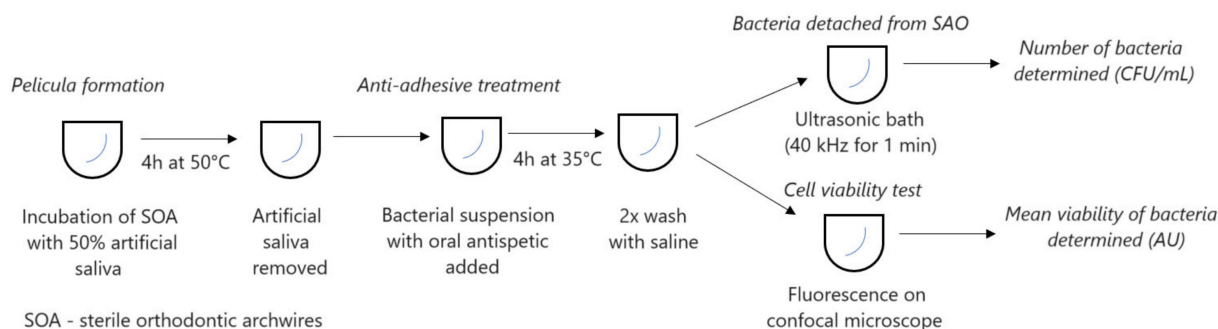 Pelicula formation
4h at 50°C
Incubation of SOA
with 50% artificial
saliva
Artificial
saliva
removed
Anti-adhesive treatment
4h at 35°C
Bacterial suspension
with oral antispetic
added
2x wash
with saline
Bacteria detached from SAO
Ultrasonic bath
(40 kHz for 1 min)
Number of bacteria
determined (CFU/mL)
Cell viability test
Fluorescence on
confocal microscope
Mean viability of bacteria
determined (AU)
SOA - sterile orthodontic archwires